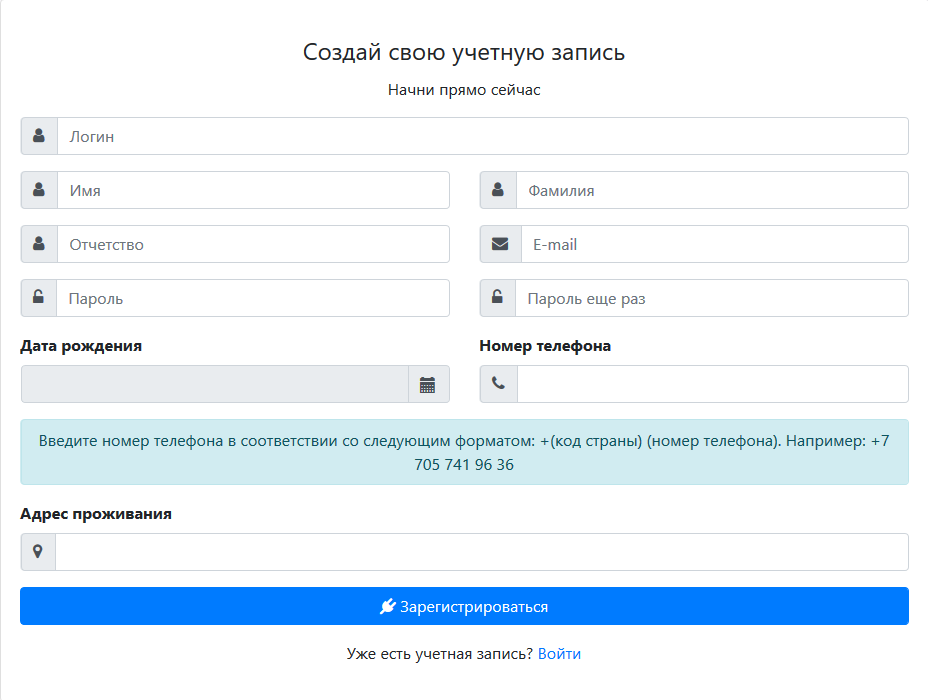 Создай свою учетную запись
Начни прямо сейчас
Логин
Имя
Фамилия
Отчетство
E-mail
Пароль
Пароль еще раз
Дата рождения
Номер телефона
Введите номер телефона в соответствии со следующим форматом: +(код страны) (номер телефона). Например: +7
705 741 96 36
Адрес проживания
Зарегистрироваться
Уже есть учетная запись? Войти